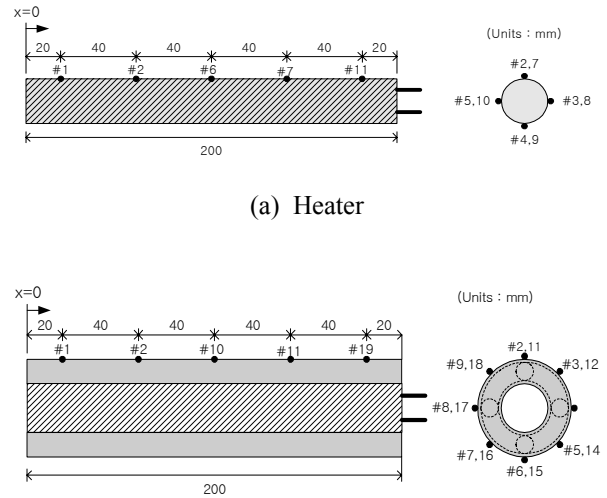 x=0
20 40 40 40 40 20
#1 #2 #6 #7 #11
200
(Units : mm)
#2,7
#5,10 #3,8
#4,9
(a) Heater
x=0
20 40 40 40 40 20
#1 #2 #10 #11 #19
200
(Units : mm)
#2,11
#9,18 #3,12
#8,17
#7,16 #5,14
#6,15